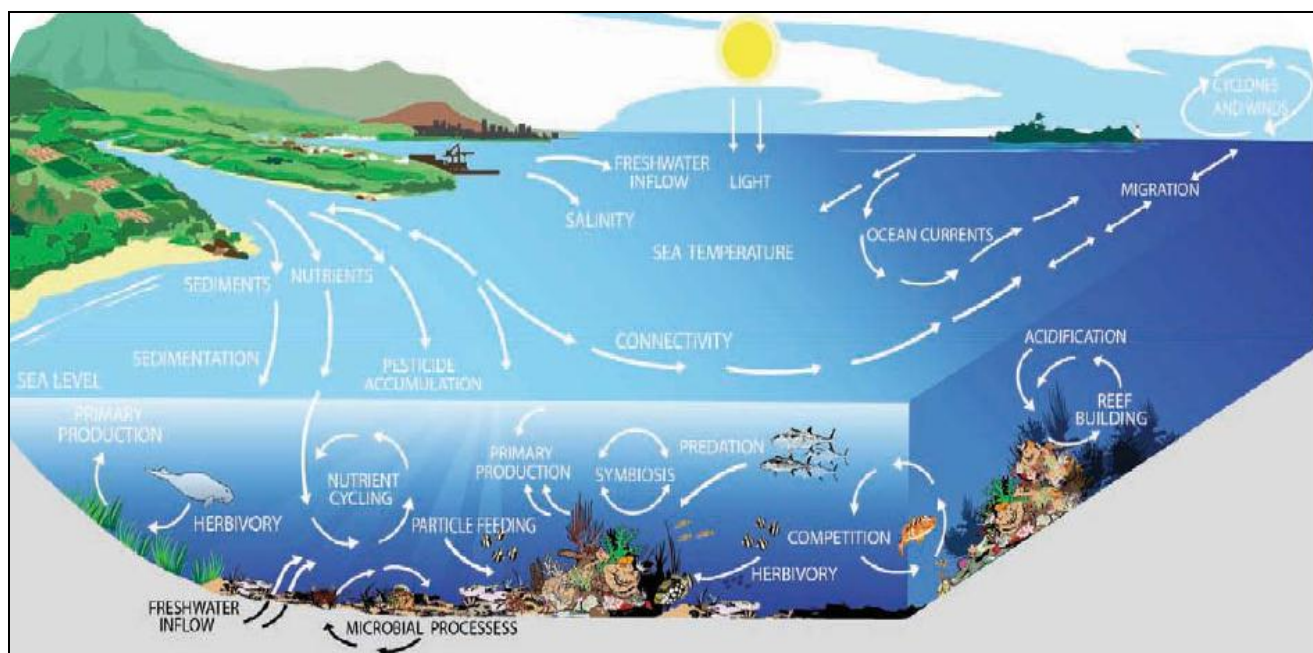 CYCLONES
AND WINDS
FRESHWATER
INFLOW
LIGHT
MIGRATION
SALINITY
OCEAN CURRENTS
SEA TEMPERATURE
SEDIMENTS
NUTRIENTS
CONNECTIVITY
ACIDIFICATION
SEDIMENTATION
PESTICIDE
ACCUMULATION
SEA LEVEL
REEF
BUILDING
PRIMARY
PRODUCTION
PRIMARY
PRODUCTION
PREDATION
SYMBIOSIS
NUTRIENT
CYCLING
HERBIVORY
PARTICLE FEEDING
COMPETITION
HERBIVORY
FRESHWATER
INFLOW
MICROBIAL PROCESSESS